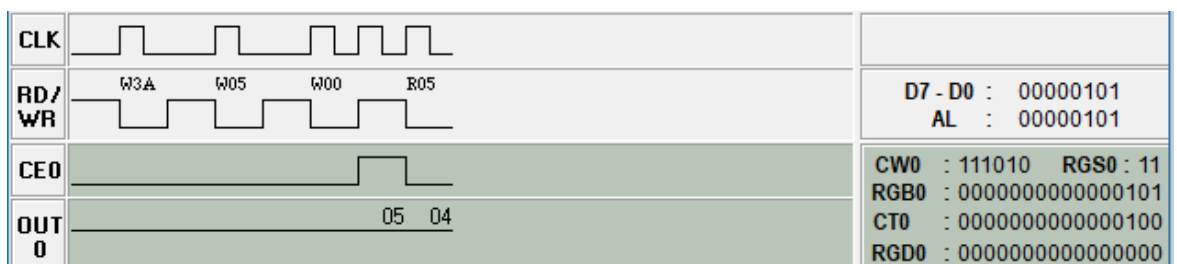 CLK
RD/
WR
W3A W05 W00 R05
D7 - D0 : 00000101
AL : 00000101
CE0
OUT
0
05 04
CW0 : 111010 RGS0 : 11
RGB0 : 0000000000000101
CT0 : 0000000000000100
RGD0 : 0000000000000000